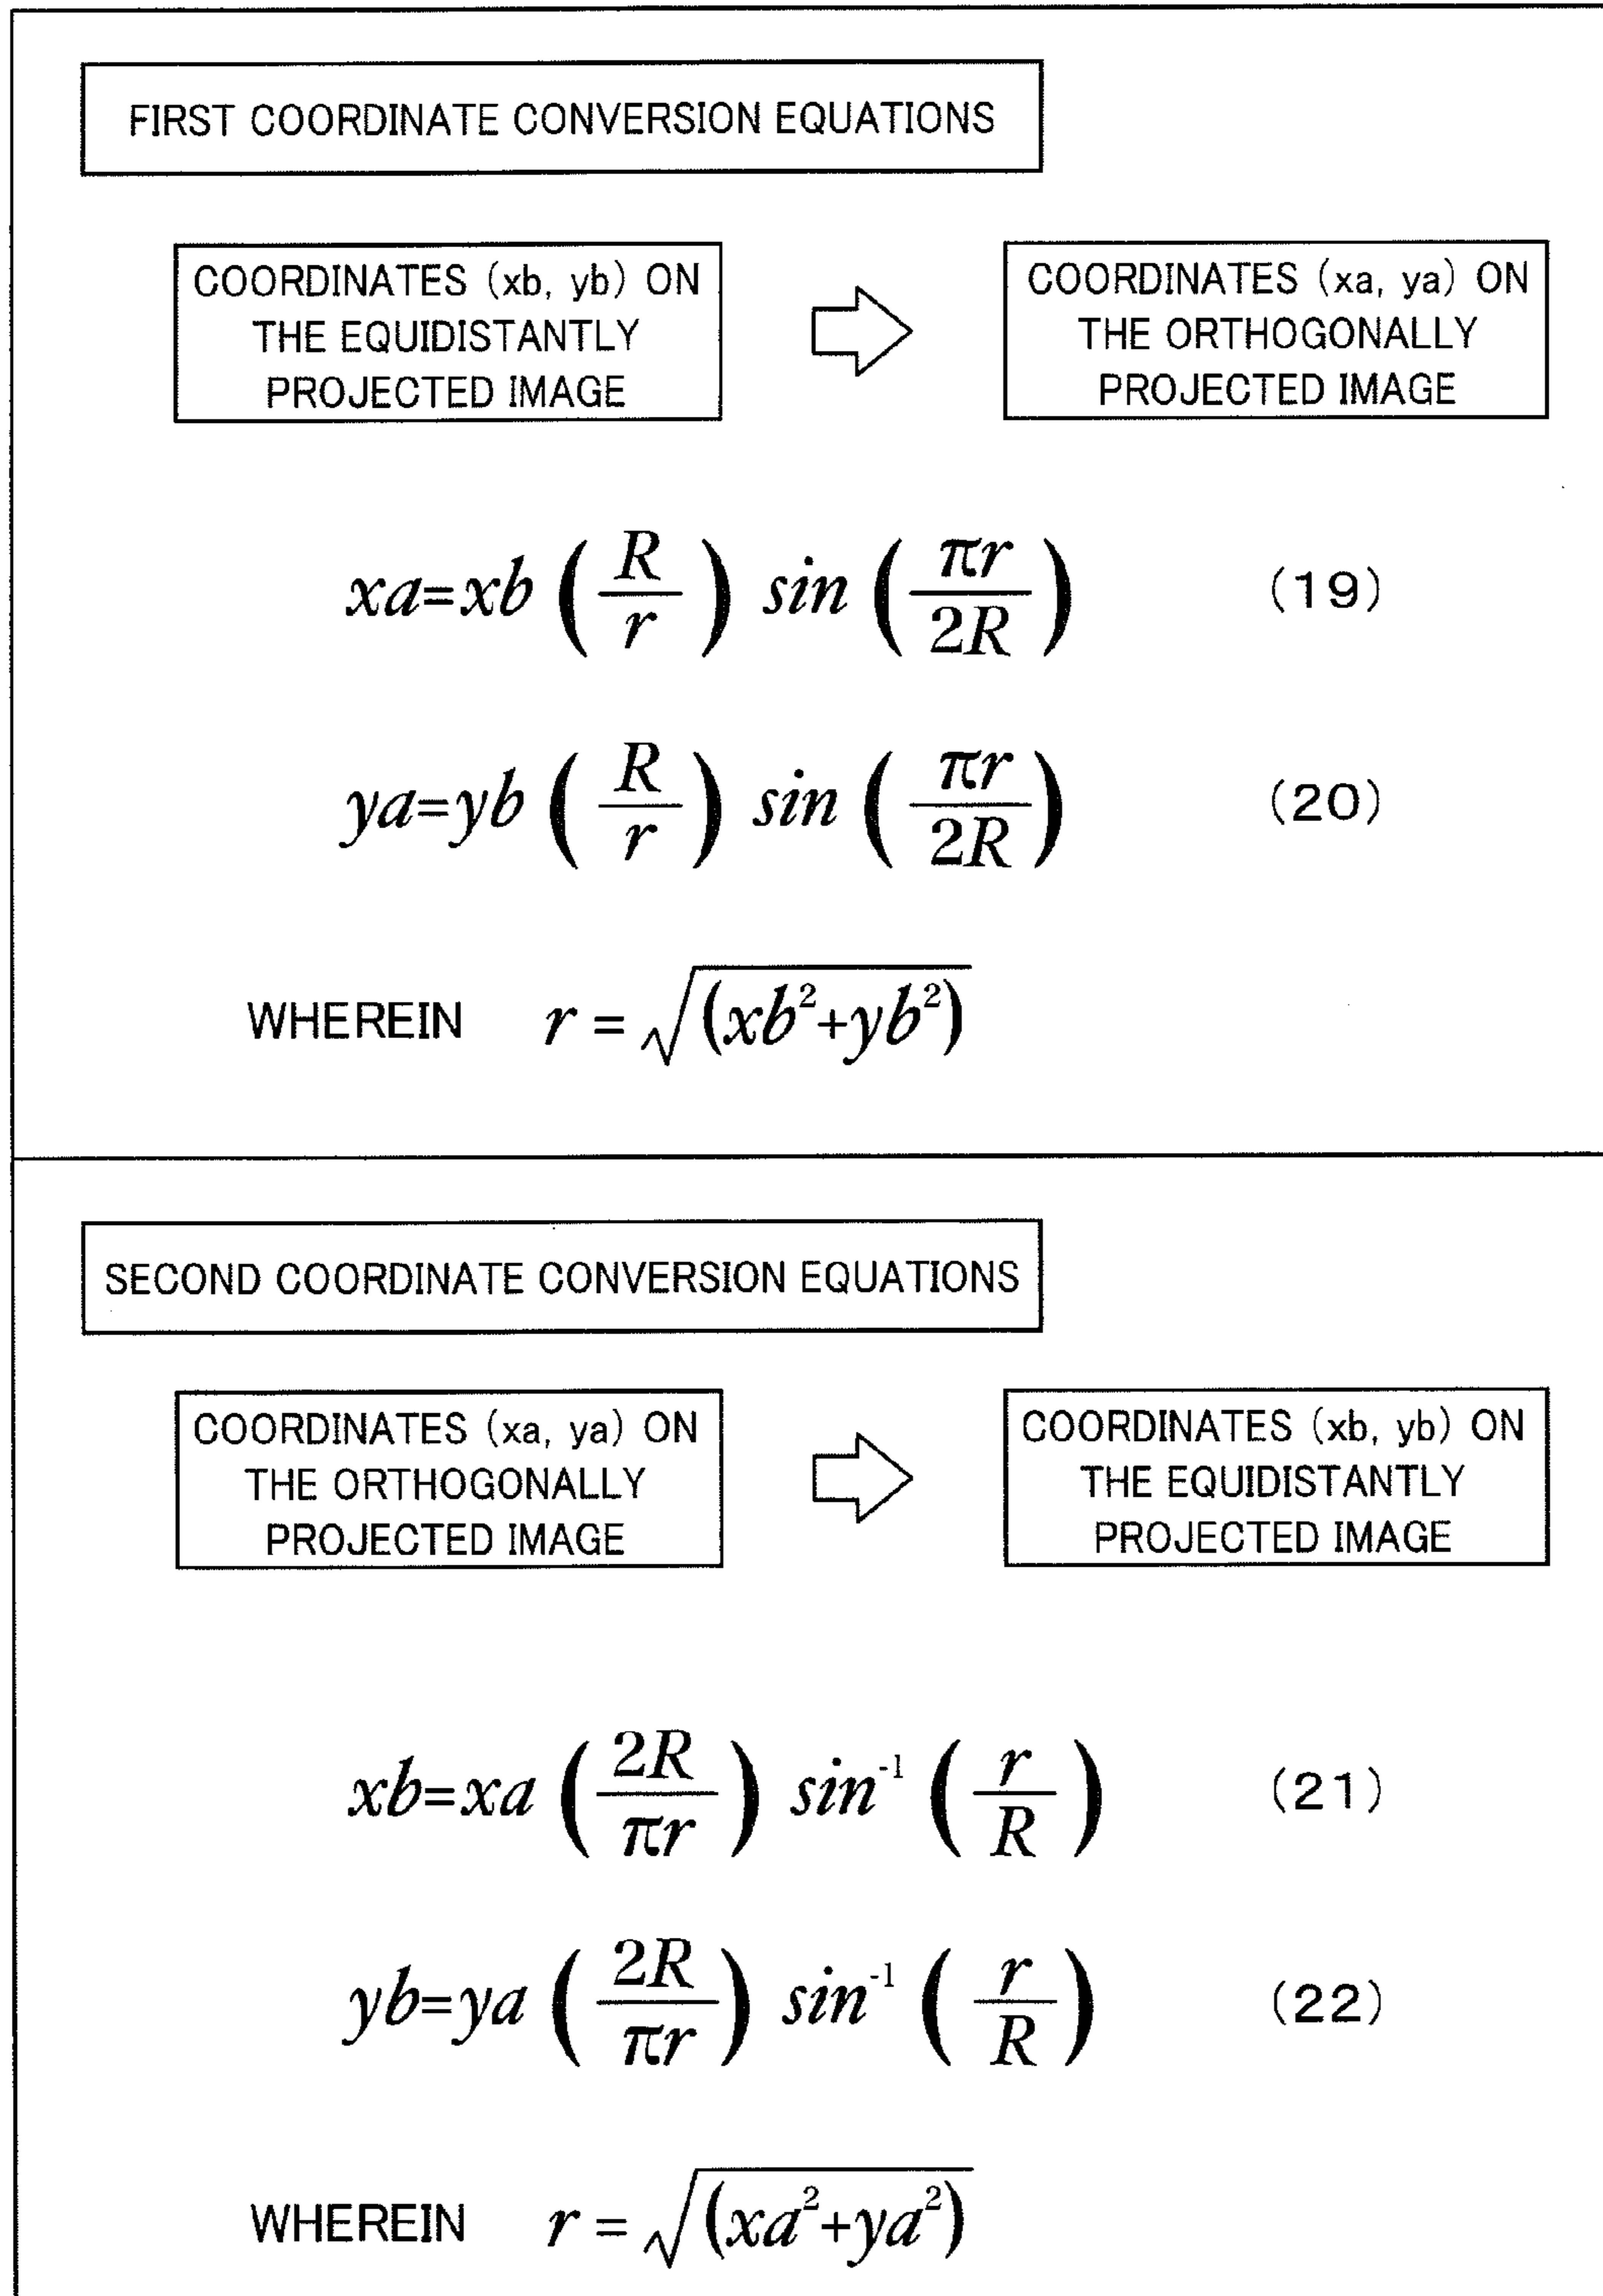 FIRST COORDINATE CONVERSION EQUATIONS
COORDINATES (xb, yb) ON
THE EQUIDISTANTLY
PROJECTED IMAGE
COORDINATES (xa, ya) ON
THE ORTHOGONALLY
PROJECTED IMAGE
xa=xb (R/r) sin (πr/2R) (19)
ya=yb (R/r) sin (πr/2R) (20)
WHEREIN r = √(xb²+yb²)
SECOND COORDINATE CONVERSION EQUATIONS
COORDINATES (xa, ya) ON
THE ORTHOGONALLY
PROJECTED IMAGE
COORDINATES (xb, yb) ON
THE EQUIDISTANTLY
PROJECTED IMAGE
xb=xa (2R/πr) sin⁻¹ (r/R) (21)
yb=ya (2R/πr) sin⁻¹ (r/R) (22)
WHEREIN r = √(xa²+ya²)